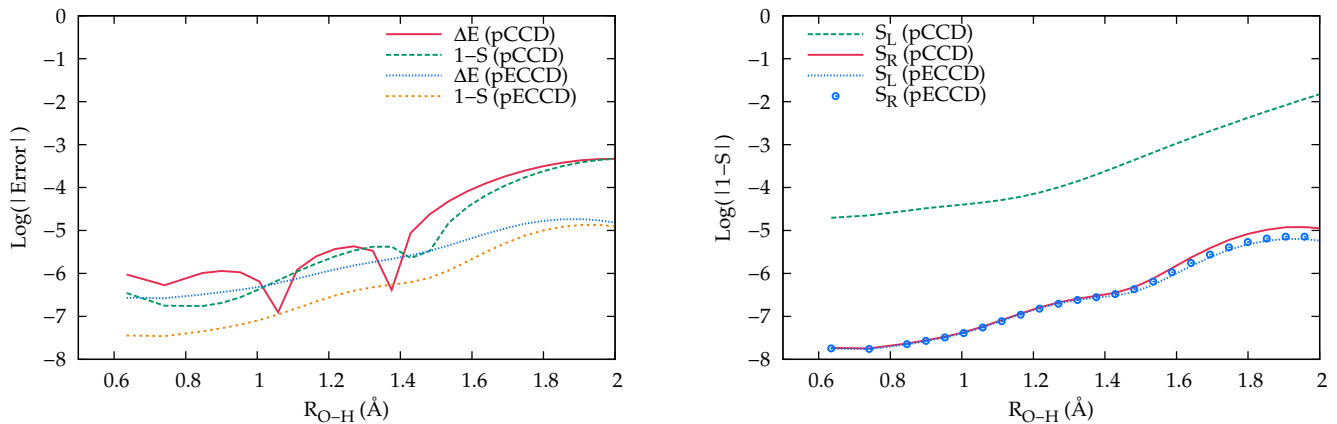 0
−1
−2
−3
−4
−5
−6
−7
−8
Log(|Error|)
ΔE (pCCD)
1−S (pCCD)
ΔE (pECCD)
1−S (pECCD)
0.6 0.8 1 1.2 1.4 1.6 1.8 2
R_O−H (Å)
0
−1
−2
−3
−4
−5
−6
−7
−8
Log(|1−S|)
S_L (pCCD)
S_R (pCCD)
S_L (pECCD)
S_R (pECCD)
0.6 0.8 1 1.2 1.4 1.6 1.8 2
R_O−H (Å)